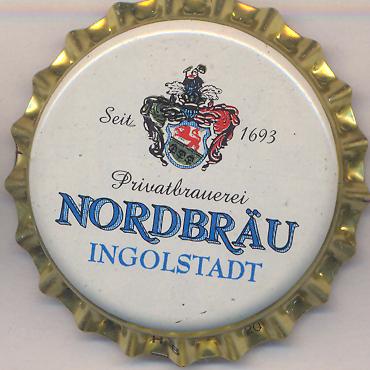 Seit 1693
Privatbrauerei
NORDBRÄU
INGOLSTADT